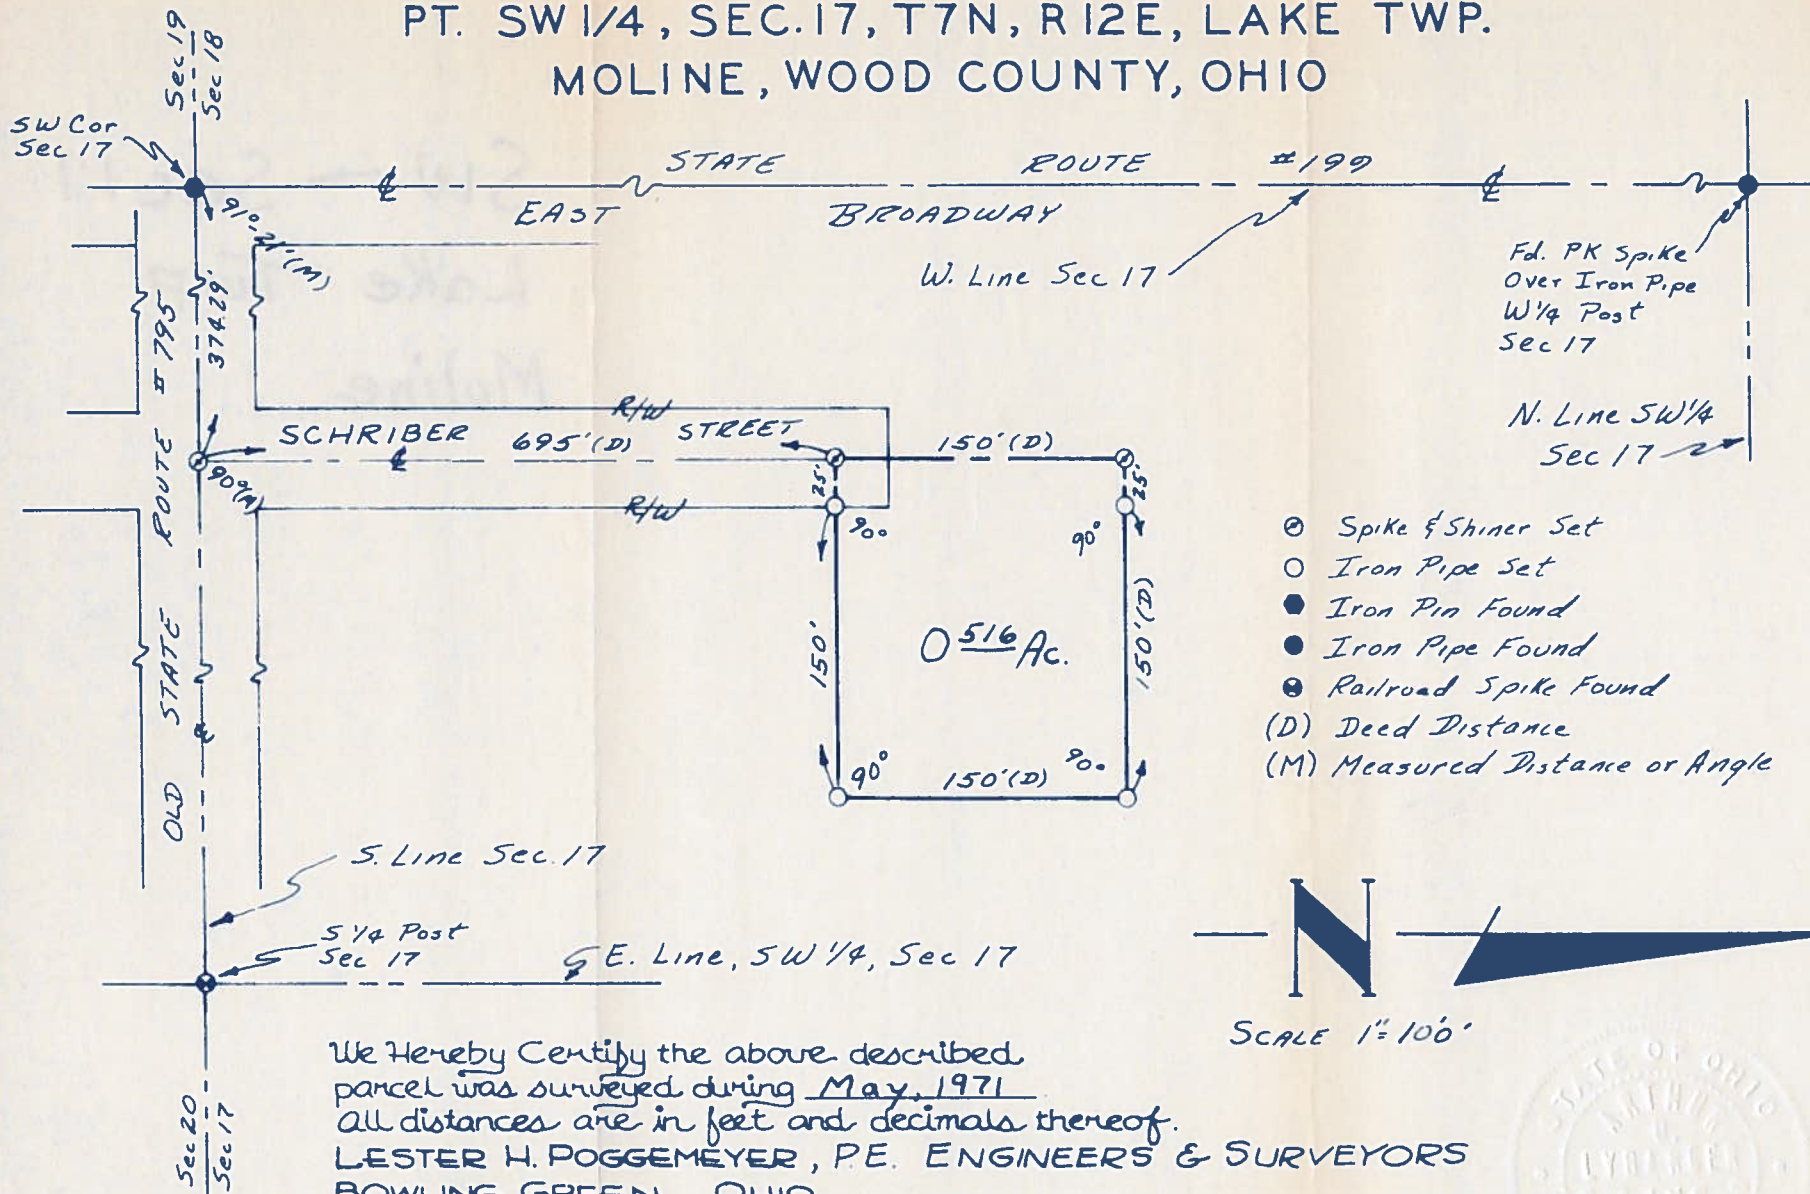 PT. SW 1/4, SEC. 17, T7N, R12E, LAKE TWP.
MOLINE, WOOD COUNTY, OHIO
Sec 19
Sec 18
SW Cor
Sec 17
STATE ROUTE #199
EAST BROADWAY
91°-21'(M)
W. Line Sec 17
Fd. PK Spike
Over Iron Pipe
W 1/4 Post
Sec 17
374.29'
OLD STATE ROUTE # 795
N. Line SW 1/4
Sec 17
R/W
SCHRIBER STREET
695'(D)
150'(D)
90°(M)
25'
25'
R/W
90°
90°
150'
0 516 Ac.
150'(D)
90°
90°
150'(D)
Spike & Shiner Set
Iron Pipe Set
Iron Pin Found
Iron Pipe Found
Railroad Spike Found
(D) Deed Distance
(M) Measured Distance or Angle
S. Line Sec. 17
S 1/4 Post
Sec 17
E. Line, SW 1/4, Sec 17
N
SCALE 1"=100'
We Hereby Certify the above described
parcel was surveyed during May, 1971
All distances are in feet and decimals thereof.
LESTER H. POGGEMEYER, P.E. ENGINEERS & SURVEYORS
BOWLING GREEN, OHIO
Sec 20
Sec 17
STATE OF OHIO
ARTHUR